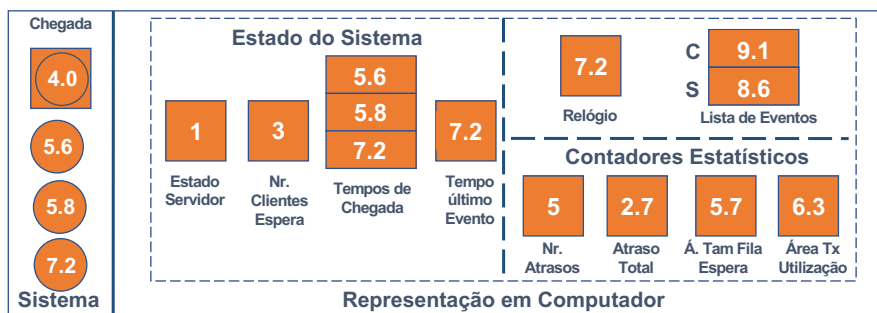 Chegada
4.0
5.6
5.8
7.2
Sistema
Estado do Sistema
1
Estado
Servidor
3
Nr.
Clientes
Espera
5.6
5.8
7.2
Tempos de
Chegada
7.2
Tempo
último
Evento
7.2
Relógio
C 9.1
S 8.6
Lista de Eventos
Contadores Estatísticos
5
Nr.
Atrasos
2.7
Atraso
Total
5.7
Á. Tam Fila
Espera
6.3
Área Tx
Utilização
Representação em Computador